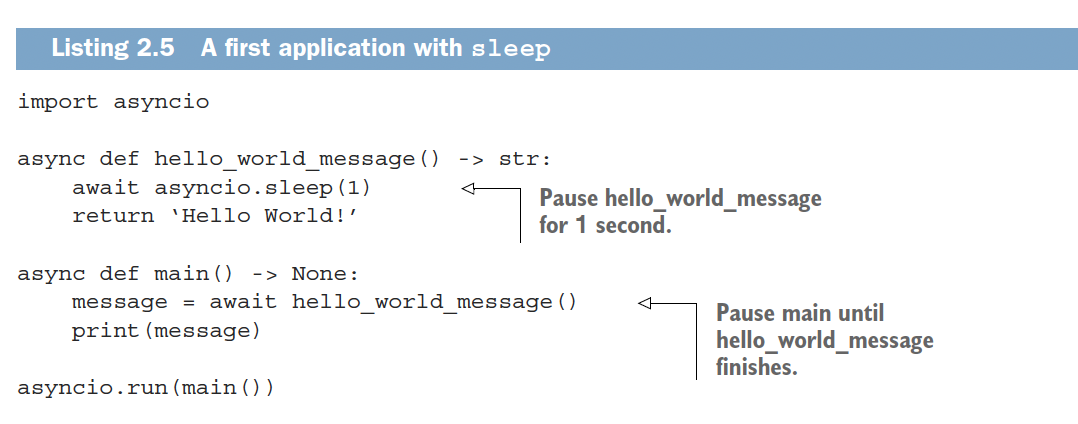 Listing 2.5 A first application with sleep
import asyncio
async def hello_world_message() -> str:
    await asyncio.sleep(1)
    return ‘Hello World!’
Pause hello_world_message
for 1 second.
async def main() -> None:
    message = await hello_world_message()
    print(message)
Pause main until
hello_world_message
finishes.
asyncio.run(main())